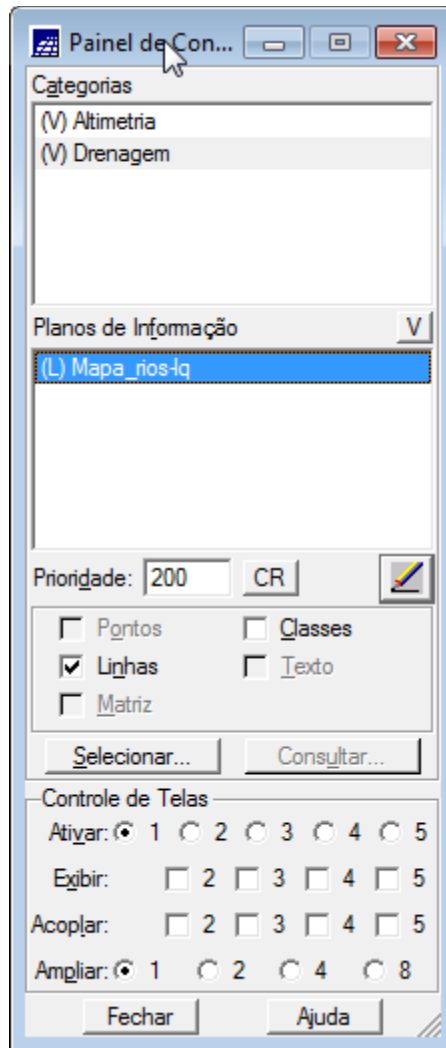 Painel de Con...
Categorias
(V) Altimetria
(V) Drenagem
Planos de Informação V
(L) Mapa_rios-lq
Prioridade: 200 CR
Pontos Classes
Linhas Texto
Matriz
Selecionar... Consultar...
Controle de Telas
Ativar: 1 2 3 4 5
Exibir: 2 3 4 5
Acoplar: 2 3 4 5
Ampliar: 1 2 4 8
Fechar Ajuda